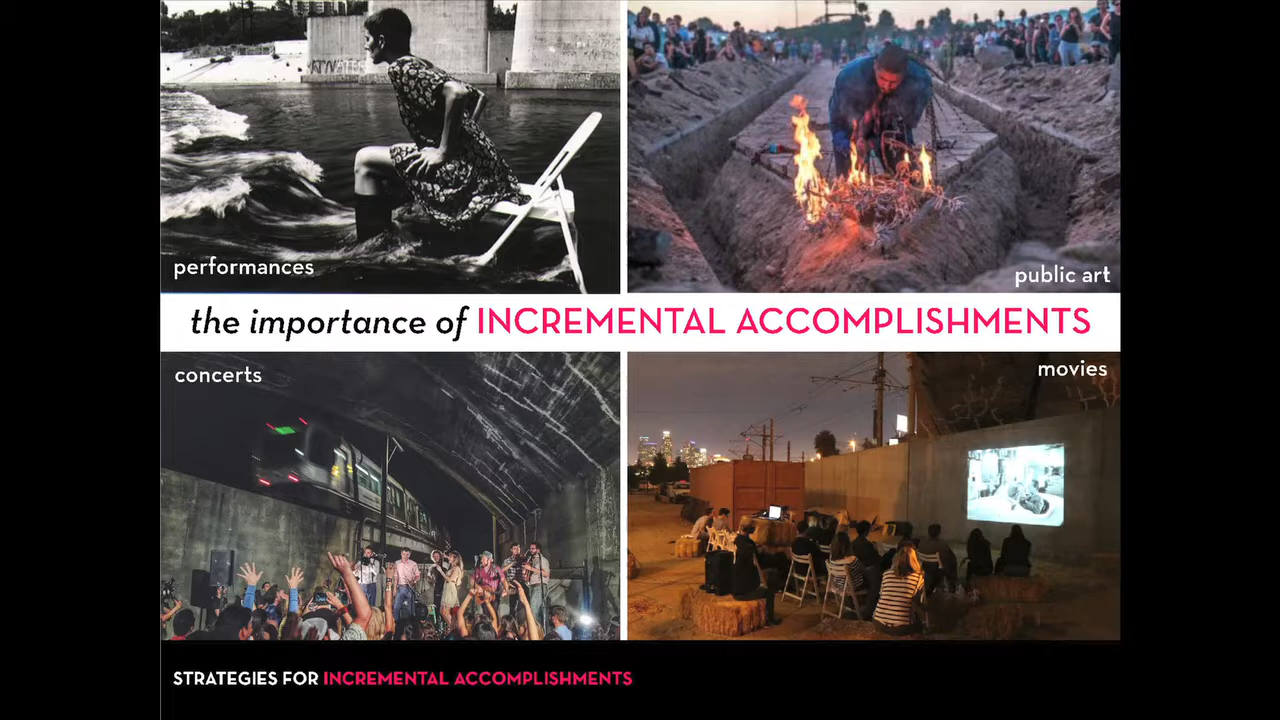 performances
public art
the importance of INCREMENTAL ACCOMPLISHMENTS
concerts
movies
STRATEGIES FOR INCREMENTAL ACCOMPLISHMENTS